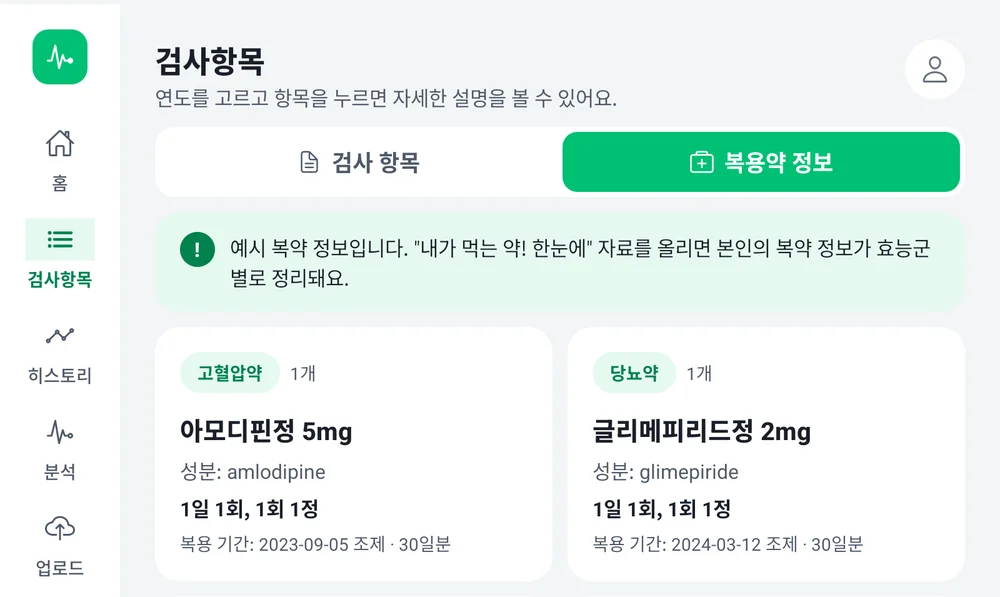 검사항목
연도를 고르고 항목을 누르면 자세한 설명을 볼 수 있어요.
홈
검사항목
히스토리
분석
업로드
검사 항목
복용약 정보
예시 복약 정보입니다. "내가 먹는 약! 한눈에" 자료를 올리면 본인의 복약 정보가 효능군
별로 정리돼요.
고혈압약 1개
아모디핀정 5mg
성분: amlodipine
1일 1회, 1회 1정
복용 기간: 2023-09-05 조제 · 30일분
당뇨약 1개
글리메피리드정 2mg
성분: glimepiride
1일 1회, 1회 1정
복용 기간: 2024-03-12 조제 · 30일분